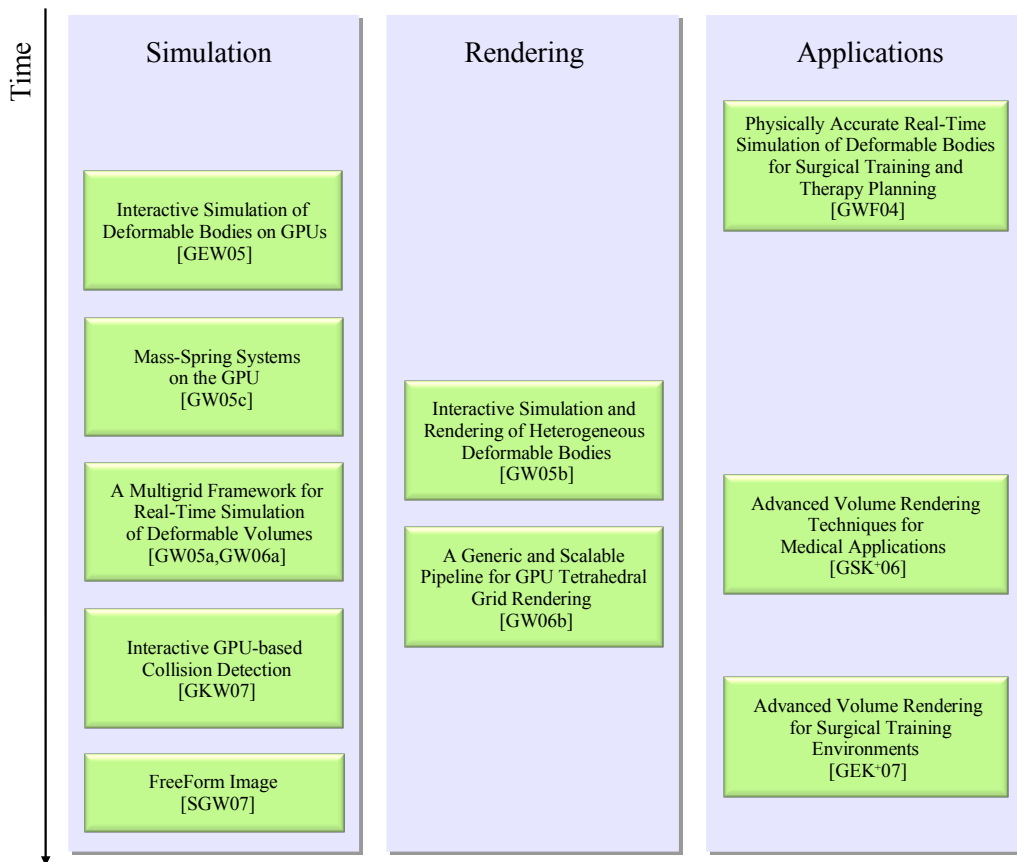 Time
Simulation
Interactive Simulation of
Deformable Bodies on GPUs
[GEW05]
Mass-Spring Systems
on the GPU
[GW05c]
A Multigrid Framework for
Real-Time Simulation
of Deformable Volumes
[GW05a,GW06a]
Interactive GPU-based
Collision Detection
[GKW07]
FreeForm Image
[SGW07]
Rendering
Interactive Simulation and
Rendering of Heterogeneous
Deformable Bodies
[GW05b]
A Generic and Scalable
Pipeline for GPU Tetrahedral
Grid Rendering
[GW06b]
Applications
Physically Accurate Real-Time
Simulation of Deformable Bodies
for Surgical Training and
Therapy Planning
[GWF04]
Advanced Volume Rendering
Techniques for
Medical Applications
[GSK+06]
Advanced Volume Rendering
for Surgical Training
Environments
[GEK+07]